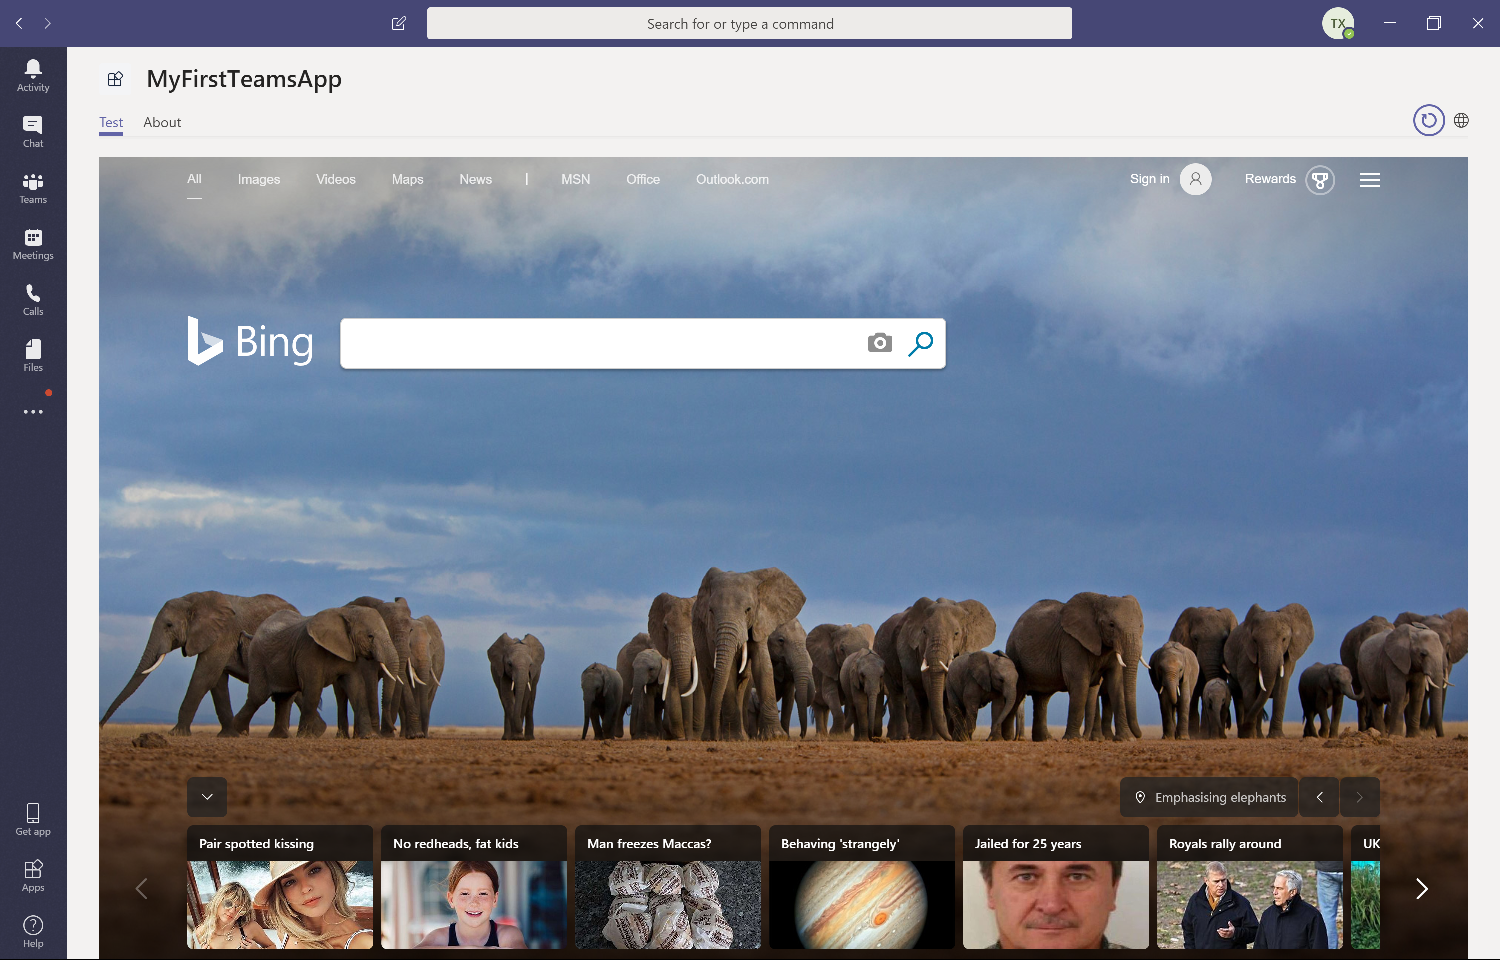 Search for or type a command
TX
Activity
Chat
Teams
Meetings
Calls
Files
Get app
Apps
Help
MyFirstTeamsApp
Test About
All Images Videos Maps News | MSN Office Outlook.com
Sign in Rewards
Bing
Emphasising elephants
Pair spotted kissing
No redheads, fat kids
Man freezes Maccas?
Behaving 'strangely'
Jailed for 25 years
Royals rally around
UK